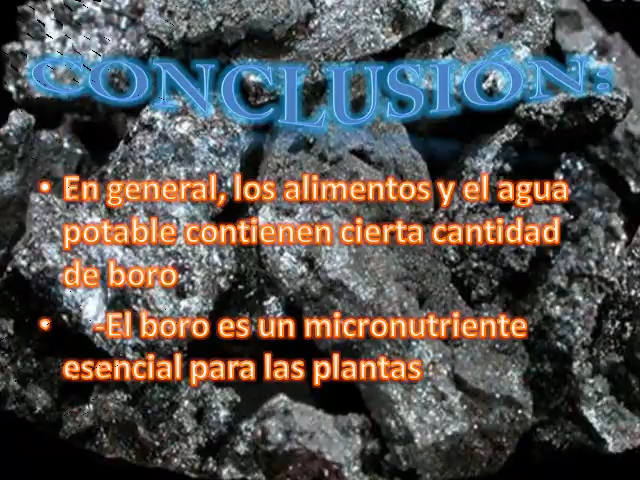 CONCLUSIÓN:
• En general, los alimentos y el agua
potable contienen cierta cantidad
de boro
• -El boro es un micronutriente
esencial para las plantas